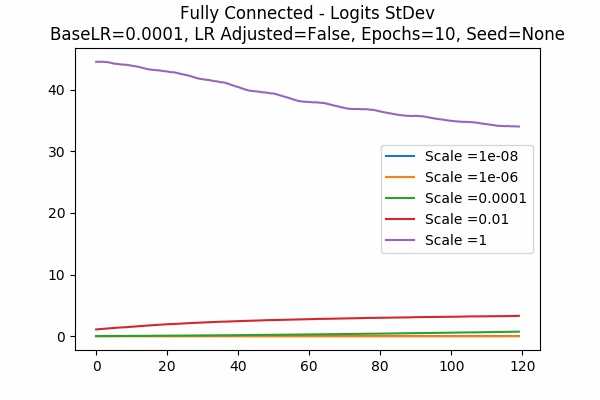 Fully Connected - Logits StDev
BaseLR=0.0001, LR Adjusted=False, Epochs=10, Seed=None
40
30
20
10
0
Scale =1e-08
Scale =1e-06
Scale =0.0001
Scale =0.01
Scale =1
0 20 40 60 80 100 120